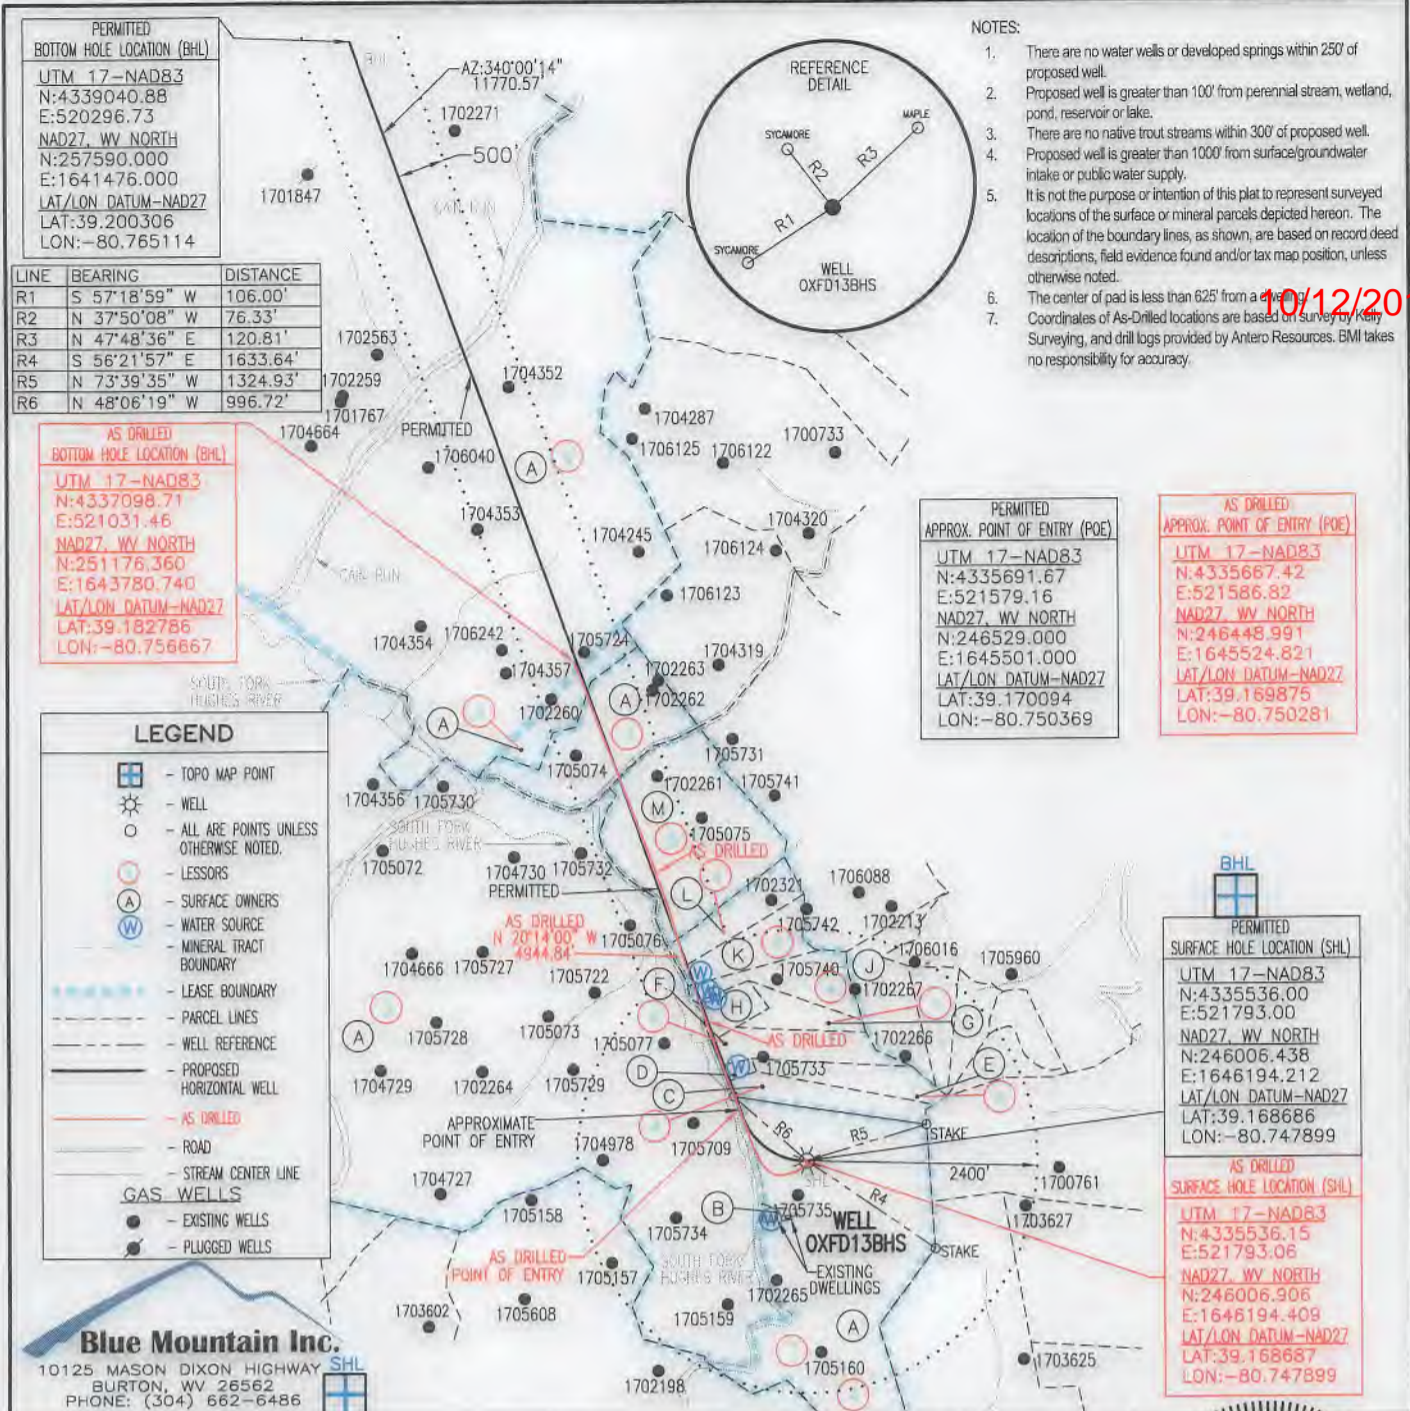 PERMITTED
BOTTOM HOLE LOCATION (BHL)
UTM 17-NAD83
N:4339040.88
E:520296.73
NAD27, WV NORTH
N:257590.000
E:1641476.000
LAT/LON DATUM-NAD27
LAT:39.200306
LON:-80.765114
LINE BEARING DISTANCE
R1 S 57°18'59" W 106.00'
R2 N 37°50'08" W 76.33'
R3 N 47°48'36" E 120.81'
R4 S 56°21'57" E 1633.64'
R5 N 73°39'35" W 1324.93'
R6 N 48°06'19" W 996.72'
AS DRILLED
BOTTOM HOLE LOCATION (BHL)
UTM 17-NAD83
N:4337098.71
E:521031.46
NAD27, WV NORTH
N:251176.360
E:1643780.740
LAT/LON DATUM-NAD27
LAT:39.182786
LON:-80.756667
LEGEND
- TOPO MAP POINT
- WELL
- ALL ARE POINTS UNLESS
OTHERWISE NOTED.
- LESSORS
A - SURFACE OWNERS
W - WATER SOURCE
- MINERAL TRACT
BOUNDARY
- LEASE BOUNDARY
- PARCEL LINES
- WELL REFERENCE
- PROPOSED
HORIZONTAL WELL
- AS DRILLED
- ROAD
- STREAM CENTER LINE
GAS WELLS
- EXISTING WELLS
- PLUGGED WELLS
Blue Mountain Inc.
10125 MASON DIXON HIGHWAY
BURTON, WV 26562
PHONE: (304) 662-6486
SHL
REFERENCE
DETAIL
SYCAMORE
MAPLE
R2
R3
R1
SYCAMORE
WELL
OXFD13BHS
NOTES:
1. There are no water wells or developed springs within 250' of
proposed well.
2. Proposed well is greater than 100' from perennial stream, wetland,
pond, reservoir or lake.
3. There are no native trout streams within 300' of proposed well.
4. Proposed well is greater than 1000' from surface/groundwater
intake or public water supply.
5. It is not the purpose or intention of this plat to represent surveyed
locations of the surface or mineral parcels depicted hereon. The
location of the boundary lines, as shown, are based on record deed
descriptions, field evidence found and/or tax map position, unless
otherwise noted.
6. The center of pad is less than 625' from a dwelling.
7. Coordinates of As-Drilled locations are based on survey by Kelly
Surveying, and drill logs provided by Antero Resources. BMI takes
no responsibility for accuracy.
10/12/20
PERMITTED
APPROX. POINT OF ENTRY (POE)
UTM 17-NAD83
N:4335691.67
E:521579.16
NAD27, WV NORTH
N:246529.000
E:1645501.000
LAT/LON DATUM-NAD27
LAT:39.170094
LON:-80.750369
AS DRILLED
APPROX. POINT OF ENTRY (POE)
UTM 17-NAD83
N:4335667.42
E:521586.82
NAD27, WV NORTH
N:246448.991
E:1645524.821
LAT/LON DATUM-NAD27
LAT:39.169875
LON:-80.750281
BHL
PERMITTED
SURFACE HOLE LOCATION (SHL)
UTM 17-NAD83
N:4335536.00
E:521793.00
NAD27, WV NORTH
N:246006.438
E:1646194.212
LAT/LON DATUM-NAD27
LAT:39.168686
LON:-80.747899
AS DRILLED
SURFACE HOLE LOCATION (SHL)
UTM 17-NAD83
N:4335536.15
E:521793.06
NAD27, WV NORTH
N:246006.906
E:1646194.409
LAT/LON DATUM-NAD27
LAT:39.168687
LON:-80.747899
BHL
AZ:340°00'14"
11770.57'
1702271
500'
1701847
CAIN RUN
1702563
1702259
1701767
1704352
1704664
PERMITTED
1706040
A
1704287
1706125
1706122
1700733
1704353
1704245
1706124
1704320
CAIN RUN
1706123
1704354
1706242
1705724
1704357
1702263
1704319
SOUTH FORK
HUGHES RIVER
A
1702260
A
1702262
1705731
1705074
1702261
1705741
1704356
1705730
M
1705075
SOUTH FORK
HUGHES RIVER
AS DRILLED
1705072
1704730
1705732
PERMITTED
L
1702321
1706088
1705742
1702213
AS DRILLED
N 20°14'00" W
4944.84'
1705076
1706016
1704666
1705727
1705722
K
J
1705960
1705740
W
F
W
H
1702267
A
1705728
1705073
G
1705077
AS DRILLED
1702266
1704729
1702264
1705729
D
W
1705733
E
C
APPROXIMATE
POINT OF ENTRY
1705709
R6
R5
STAKE
1704978
SHL
2400'
1700761
1704727
1705158
R4
B
1705735
1703627
1705734
W
WELL
OXFD13BHS
STAKE
AS DRILLED
POINT OF ENTRY
1705157
SOUTH FORK
HUGHES RIVER
EXISTING
DWELLINGS
1702265
1703602
1705608
1705159
A
1705160
1703625
1702198